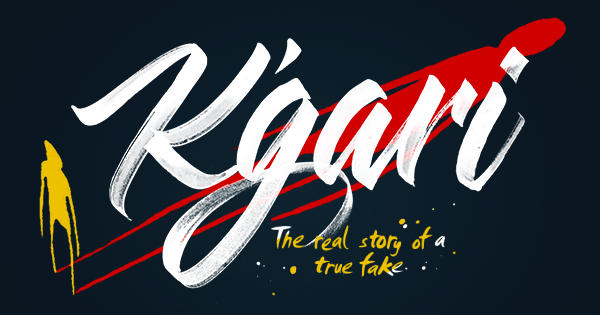 K'gari
The real story of a
true fake.